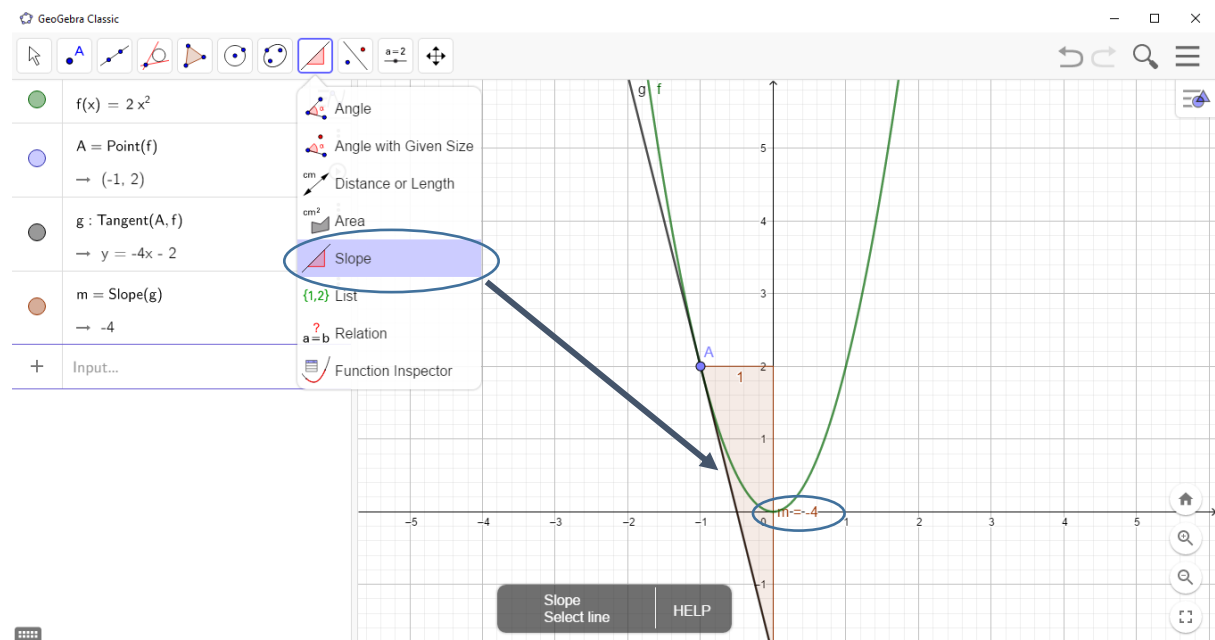 GeoGebra Classic
A
a=2
f(x) = 2 x²
A = Point(f)
→ (-1, 2)
g : Tangent(A, f)
→ y = -4x - 2
m = Slope(g)
→ -4
+ Input...
Angle
Angle with Given Size
cm Distance or Length
cm² Area
Slope
{1,2} List
a=b ? Relation
Function Inspector
g f
A
1
m = -4
5
4
3
2
1
-1
-5 -4 -3 -2 -1 0 1 2 3 4 5
Slope
Select line
HELP